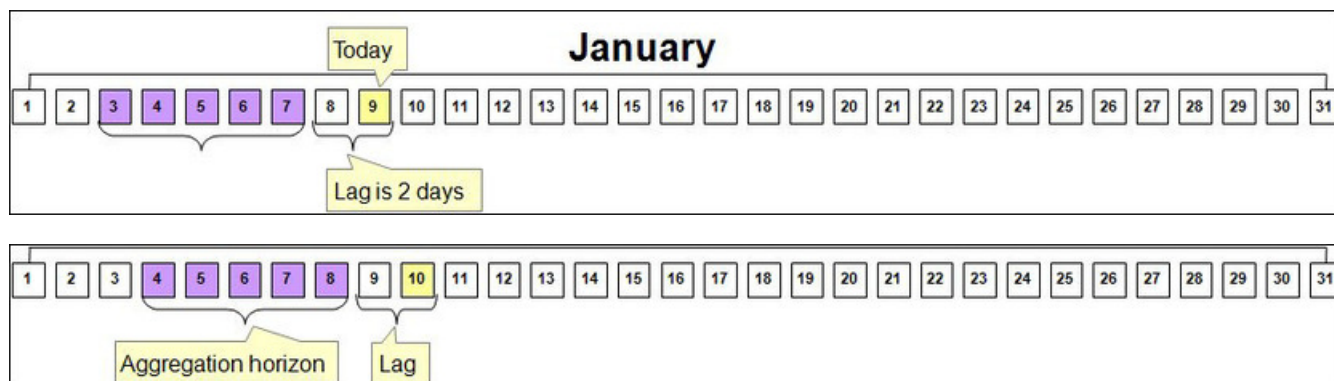 January
Today
1 2 3 4 5 6 7 8 9 10 11 12 13 14 15 16 17 18 19 20 21 22 23 24 25 26 27 28 29 30 31
Lag is 2 days
1 2 3 4 5 6 7 8 9 10 11 12 13 14 15 16 17 18 19 20 21 22 23 24 25 26 27 28 29 30 31
Aggregation horizon Lag